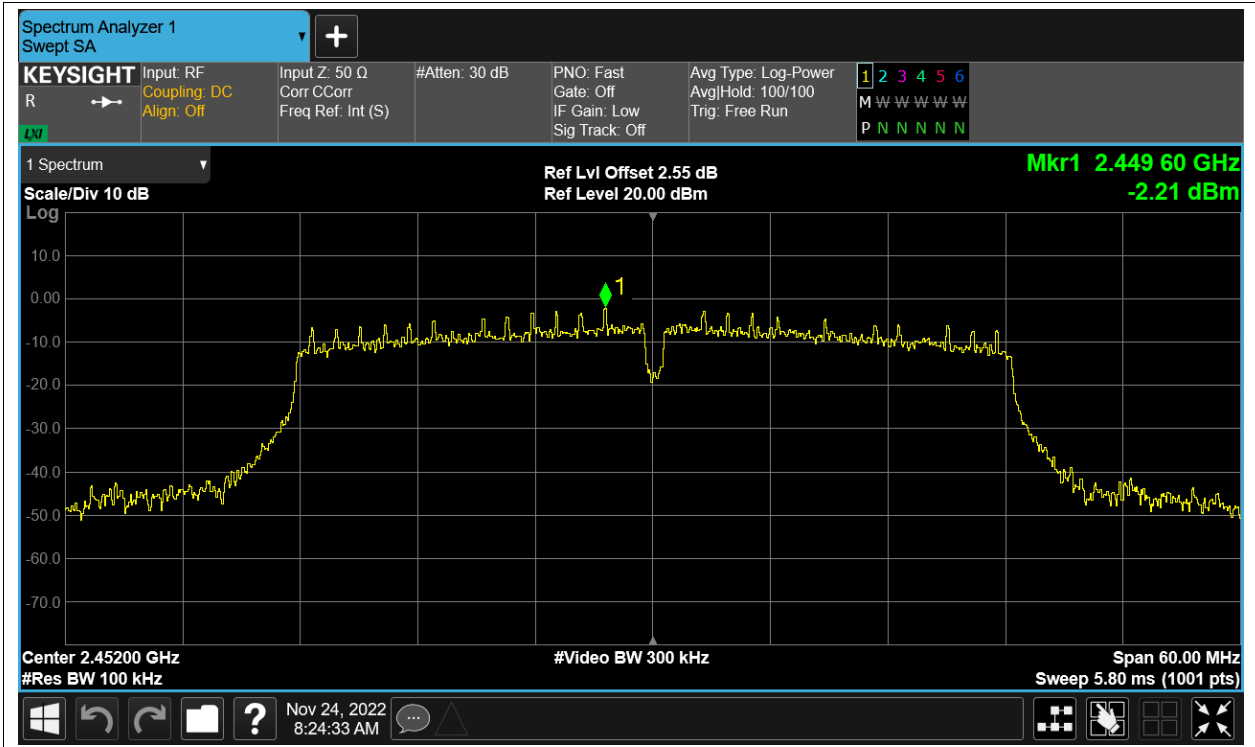 Spectrum Analyzer 1
Swept SA
KEYSIGHT
R
LXI
Input: RF
Coupling: DC
Align: Off
Input Z: 50 Ω
Corr CCorr
Freq Ref: Int (S)
#Atten: 30 dB
PNO: Fast
Gate: Off
IF Gain: Low
Sig Track: Off
Avg Type: Log-Power
Avg|Hold: 100/100
Trig: Free Run
1 2 3 4 5 6
M W W W W W
P N N N N N
1 Spectrum
Scale/Div 10 dB
Log
Ref Lvl Offset 2.55 dB
Ref Level 20.00 dBm
Mkr1 2.449 60 GHz
-2.21 dBm
10.0
0.00
-10.0
-20.0
-30.0
-40.0
-50.0
-60.0
-70.0
1
Center 2.45200 GHz
#Res BW 100 kHz
#Video BW 300 kHz
Span 60.00 MHz
Sweep 5.80 ms (1001 pts)
?
Nov 24, 2022
8:24:33 AM